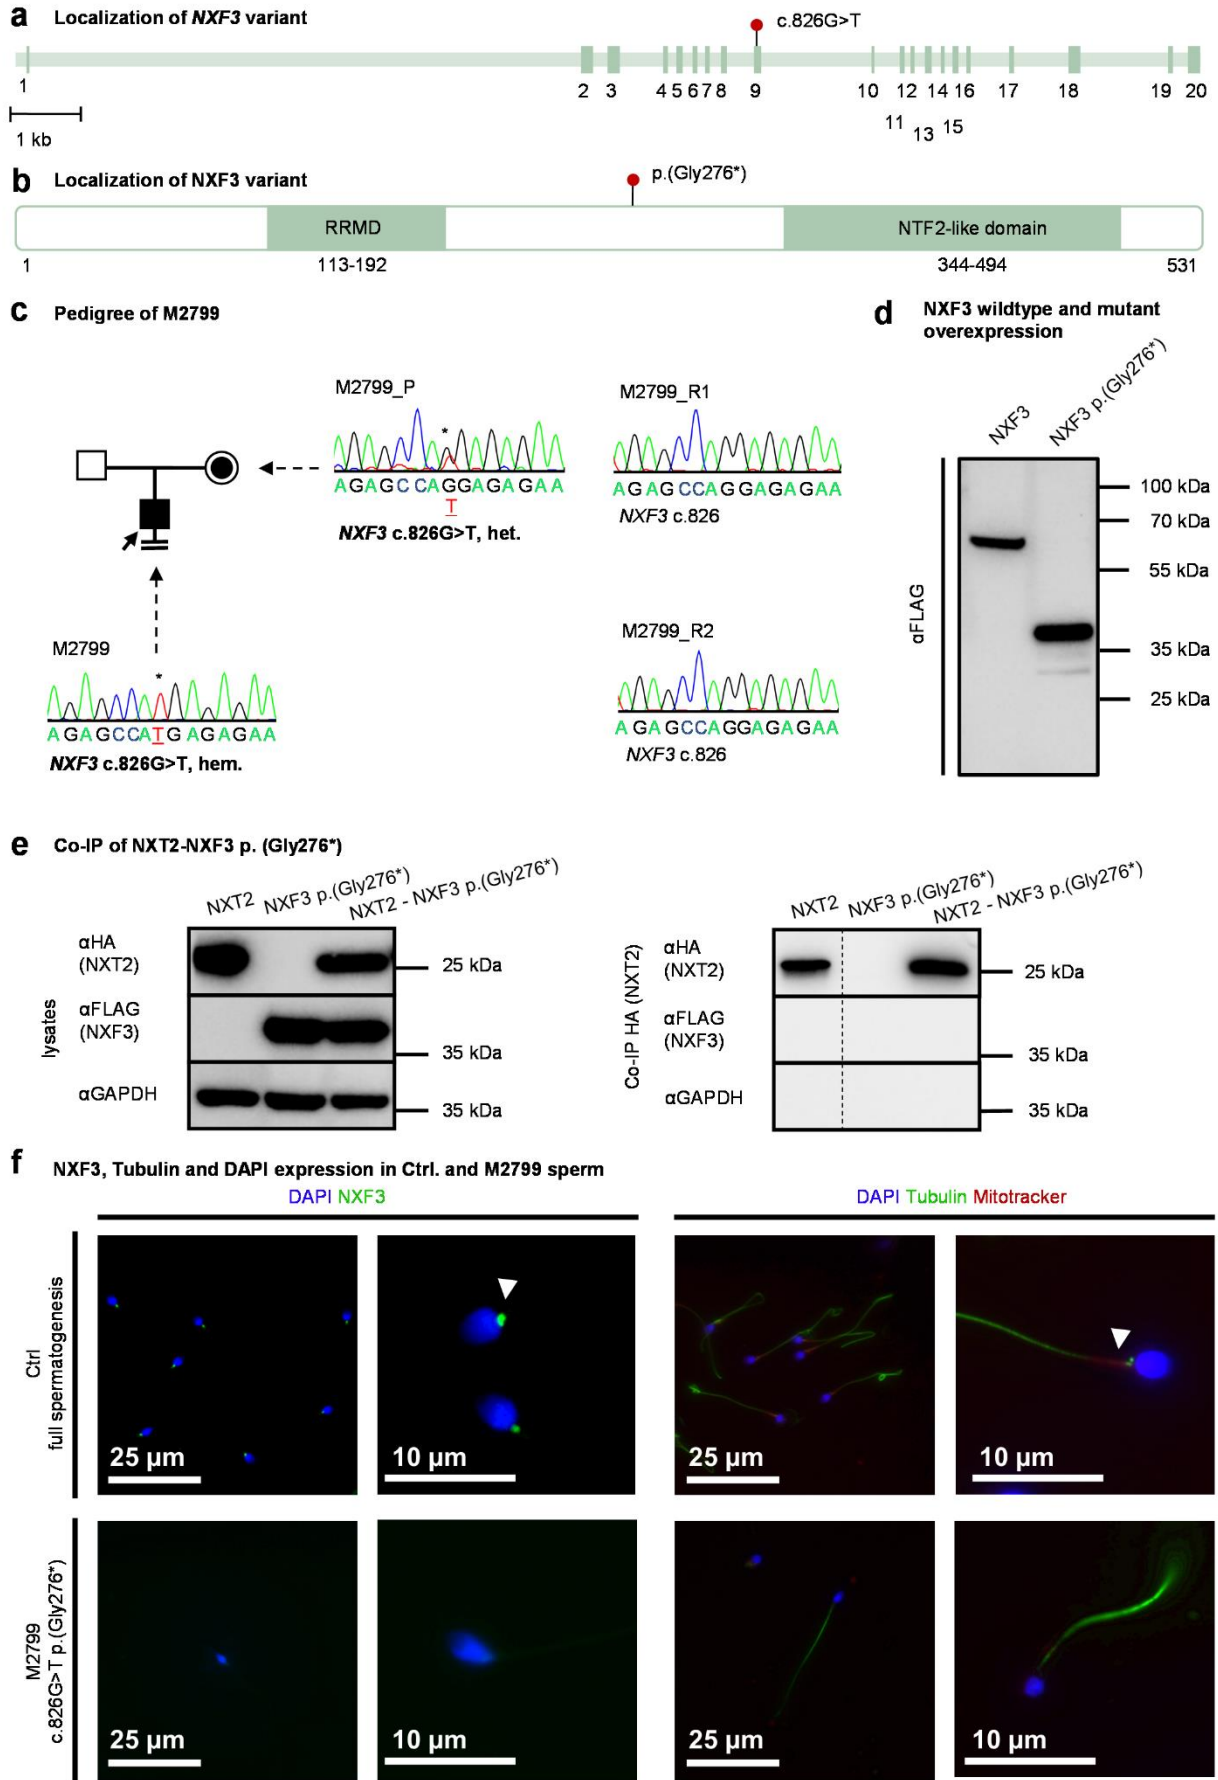 a Localization of NXF3 variant
c.826G>T
1 2 3 4 5 6 7 8 9 10 11 12 13 14 15 16 17 18 19 20
1 kb
b Localization of NXF3 variant
p.(Gly276*)
RRMD NTF2-like domain
1 113-192 344-494 531
c Pedigree of M2799
M2799_P
*
AGAGCCAGGAGAGAA
T
NXF3 c.826G>T, het.
M2799_R1
AGAGCCAGGAGAGAA
NXF3 c.826
M2799
*
AGAGCCATGAGAGAA
NXF3 c.826G>T, hem.
M2799_R2
AGAGCCAGGAGAGAA
NXF3 c.826
d NXF3 wildtype and mutant
overexpression
NXF3
NXF3 p.(Gly276*)
αFLAG
100 kDa
70 kDa
55 kDa
35 kDa
25 kDa
e Co-IP of NXT2-NXF3 p. (Gly276*)
NXT2
NXF3 p.(Gly276*)
NXT2 - NXF3 p.(Gly276*)
lysates
αHA
(NXT2)
25 kDa
αFLAG
(NXF3)
35 kDa
αGAPDH
35 kDa
NXT2
NXF3 p.(Gly276*)
NXT2 - NXF3 p.(Gly276*)
Co-IP HA (NXT2)
αHA
(NXT2)
25 kDa
αFLAG
(NXF3)
35 kDa
αGAPDH
35 kDa
f NXF3, Tubulin and DAPI expression in Ctrl. and M2799 sperm
DAPI NXF3
DAPI Tubulin Mitotracker
Ctrl
full spermatogenesis
25 µm
10 µm
25 µm
10 µm
M2799
c.826G>T p.(Gly276*)
25 µm
10 µm
25 µm
10 µm